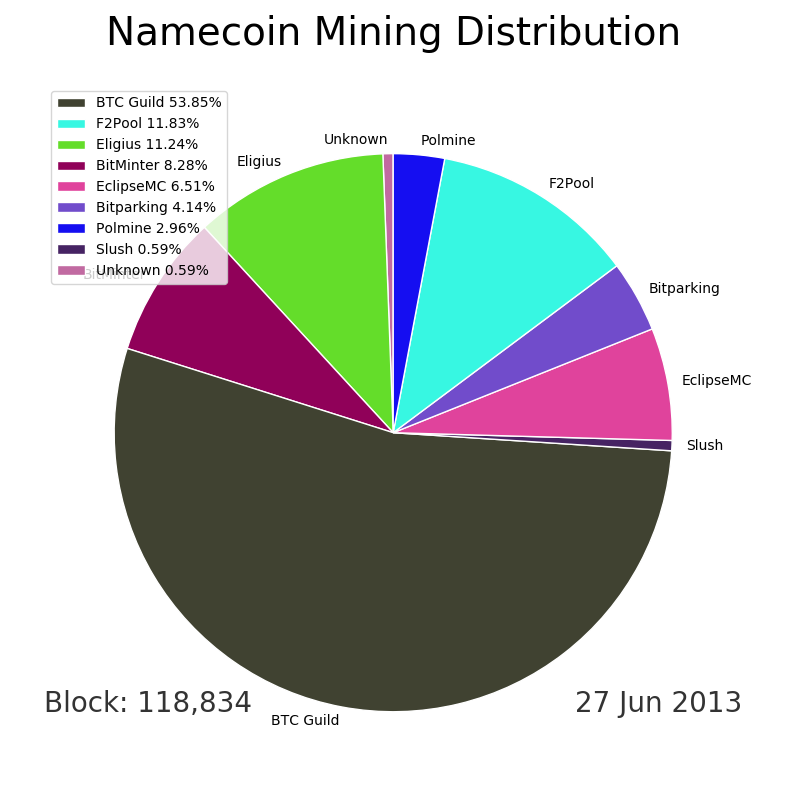 Namecoin Mining Distribution
BTC Guild 53.85%
F2Pool 11.83%
Eligius 11.24%
BitMinter 8.28%
EclipseMC 6.51%
Bitparking 4.14%
Polmine 2.96%
Slush 0.59%
Unknown 0.59%
Unknown
Polmine
Eligius
F2Pool
BitMinter
Bitparking
EclipseMC
Slush
BTC Guild
Block: 118,834
27 Jun 2013